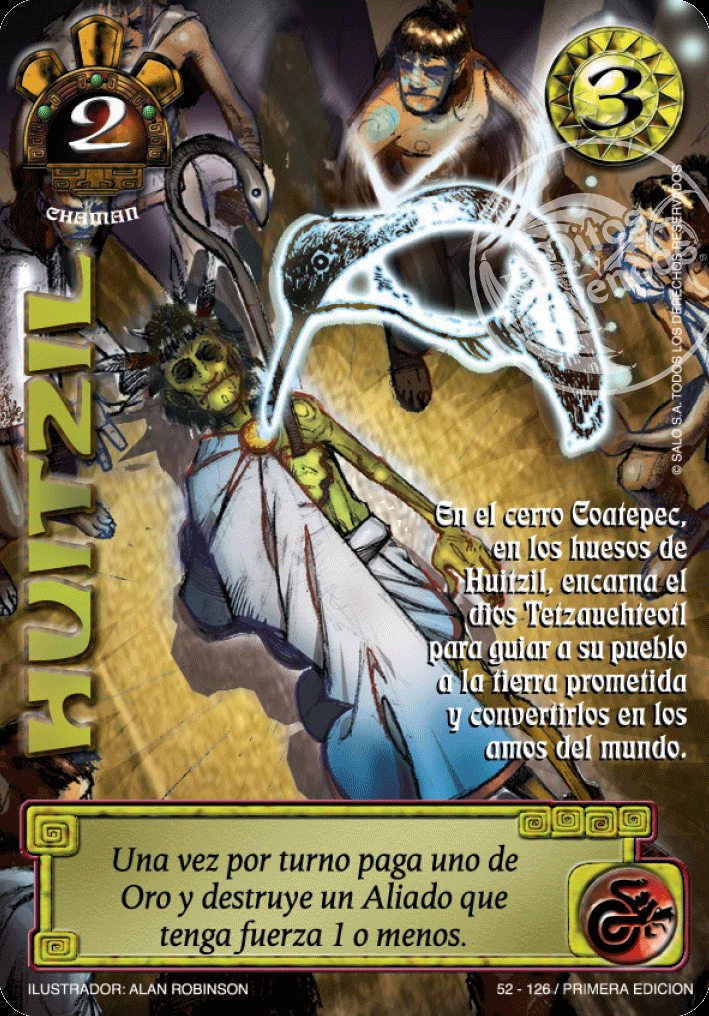 2
CHAMAN
3
HUITZIL
Mitos
© SALO S.A. TODOS LOS DERECHOS RESERVADOS
En el cerro Coatepec,
en los huesos de
Huitzil, encarna el
dios Tetzauehteotl
para guiar a su pueblo
a la tierra prometida
y convertirlos en los
amos del mundo.
Una vez por turno paga uno de
Oro y destruye un Aliado que
tenga fuerza 1 o menos.
ILUSTRADOR: ALAN ROBINSON
52 - 126 / PRIMERA EDICION